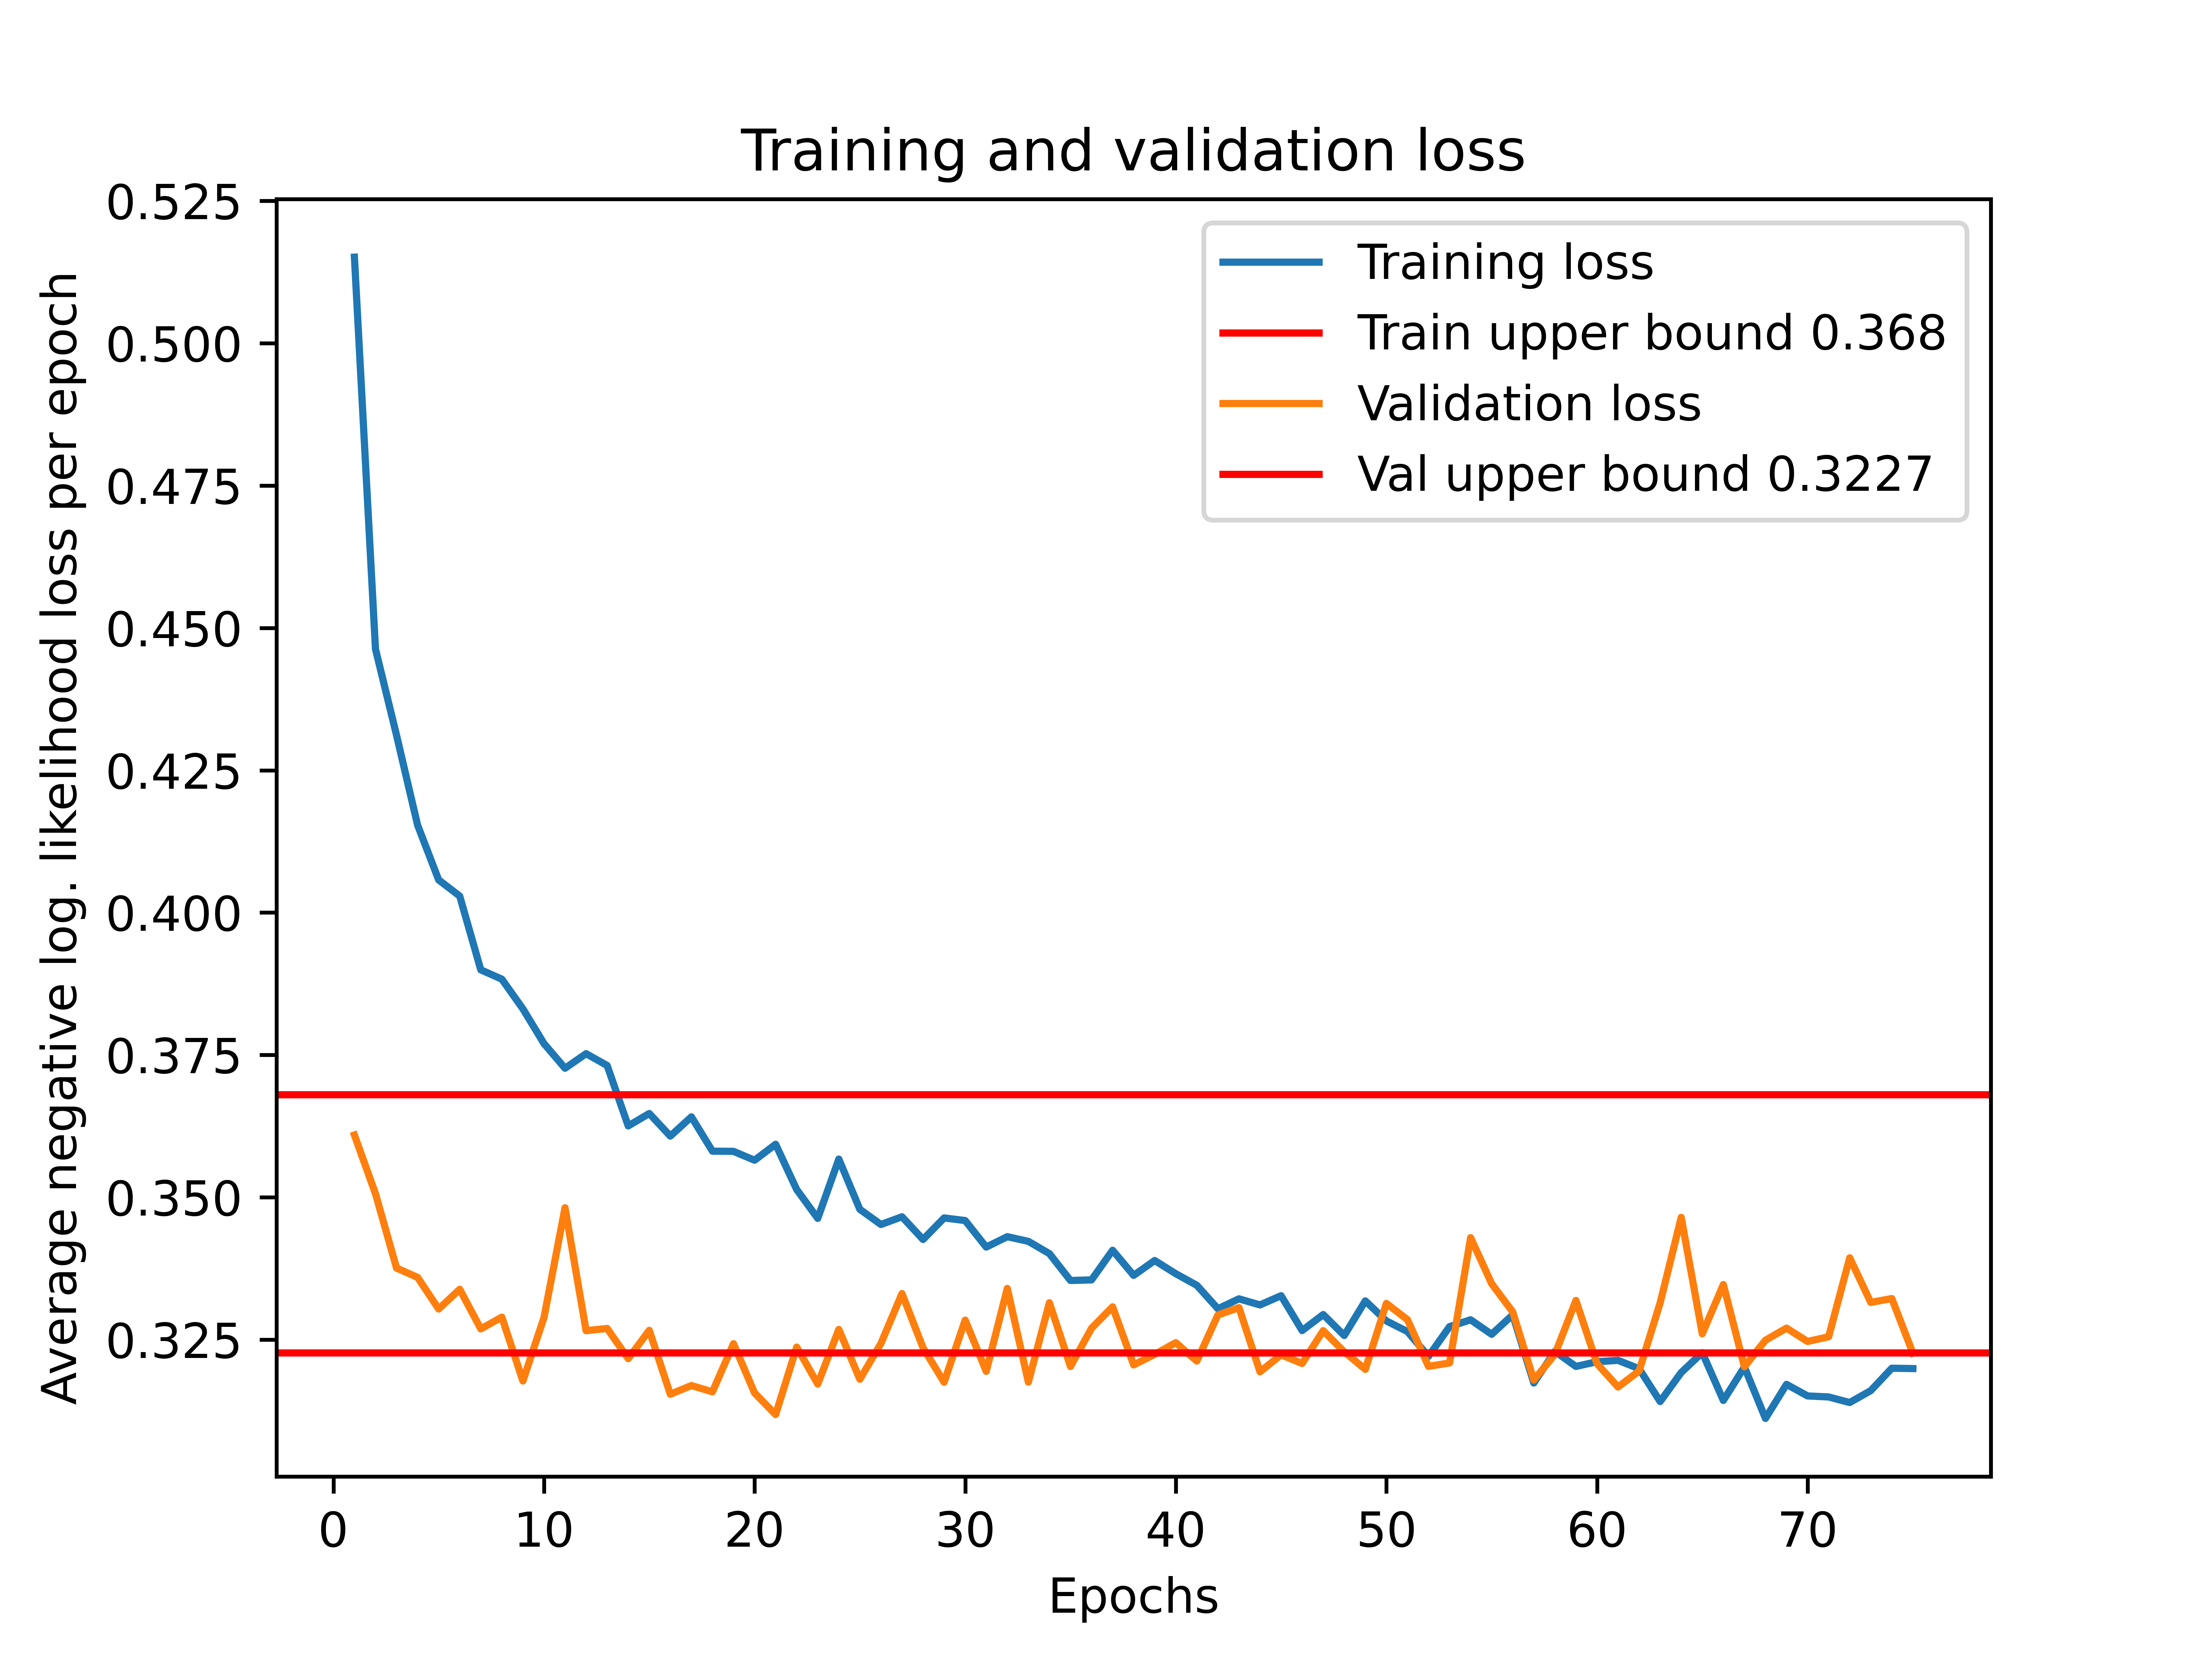 Training and validation loss
Average negative log. likelihood loss per epoch
0.525
0.500
0.475
0.450
0.425
0.400
0.375
0.350
0.325
Training loss
Train upper bound 0.368
Validation loss
Val upper bound 0.3227
0 10 20 30 40 50 60 70
Epochs